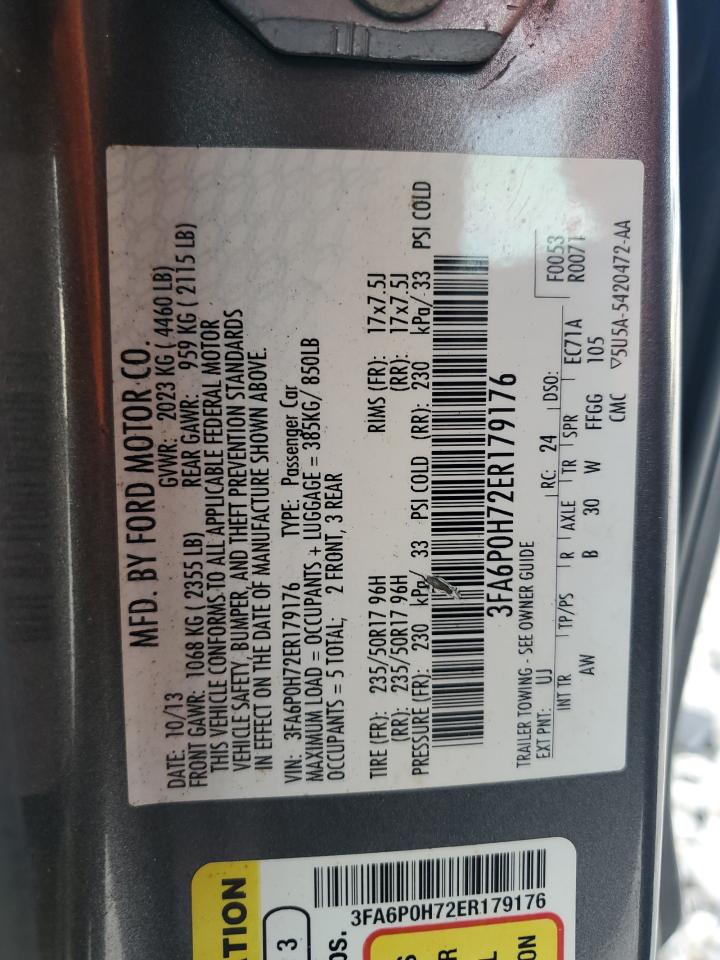 MFD. BY FORD MOTOR CO.
DATE: 10/13 GVWR: 2023 KG ( 4460 LB)
FRONT GAWR: 1068 KG ( 2355 LB) REAR GAWR: 959 KG ( 2115 LB)
THIS VEHICLE CONFORMS TO ALL APPLICABLE FEDERAL MOTOR
VEHICLE SAFETY, BUMPER, AND THEFT PREVENTION STANDARDS
IN EFFECT ON THE DATE OF MANUFACTURE SHOWN ABOVE.
VIN: 3FA6P0H72ER179176 TYPE: Passenger Car
MAXIMUM LOAD = OCCUPANTS + LUGGAGE = 385KG/ 850LB
OCCUPANTS = 5 TOTAL; 2 FRONT, 3 REAR
TIRE (FR): 235/50R17 96H RIMS (FR): 17x7.5J
(RR): 235/50R17 96H (RR): 17x7.5J
PRESSURE (FR): 230 kPa/ 33 PSI COLD (RR): 230 kPa/ 33 PSI COLD
3FA6P0H72ER179176
TRAILER TOWING - SEE OWNER GUIDE
EXT PNT: UJ RC: 24 DSO: F0053
R0071
INT TR TP/PS R AXLE TR SPR EC71A
AW B 30 W FFGG 105
CMC ▽5U5A-5420472-AA
3FA6P0H72ER179176